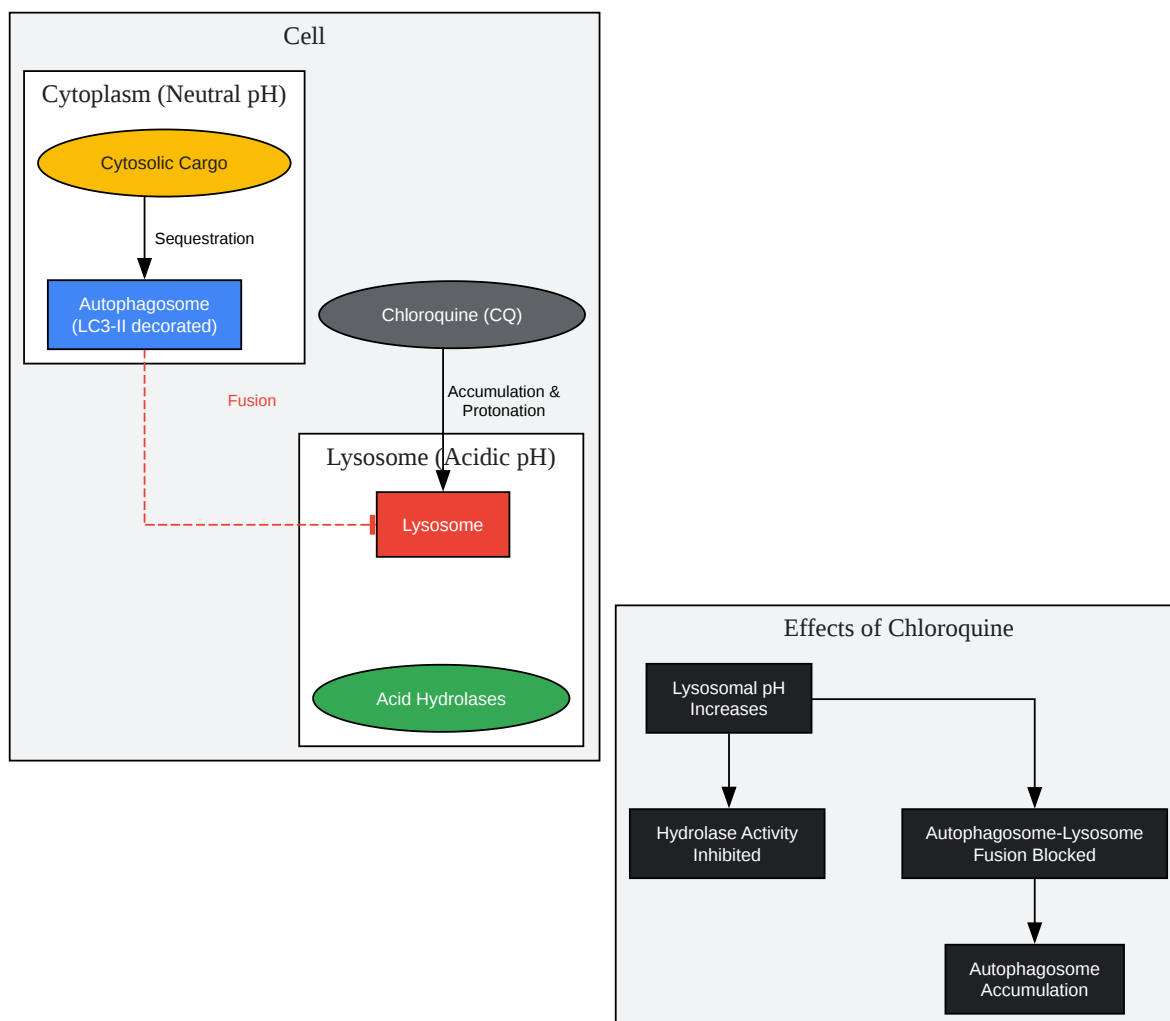 Cell
Cytoplasm (Neutral pH)
Cytosolic Cargo
Sequestration
Autophagosome
(LC3-II decorated)
Chloroquine (CQ)
Fusion
Accumulation &
Protonation
Lysosome (Acidic pH)
Lysosome
Acid Hydrolases
Effects of Chloroquine
Lysosomal pH
Increases
Hydrolase Activity
Inhibited
Autophagosome-Lysosome
Fusion Blocked
Autophagosome
Accumulation